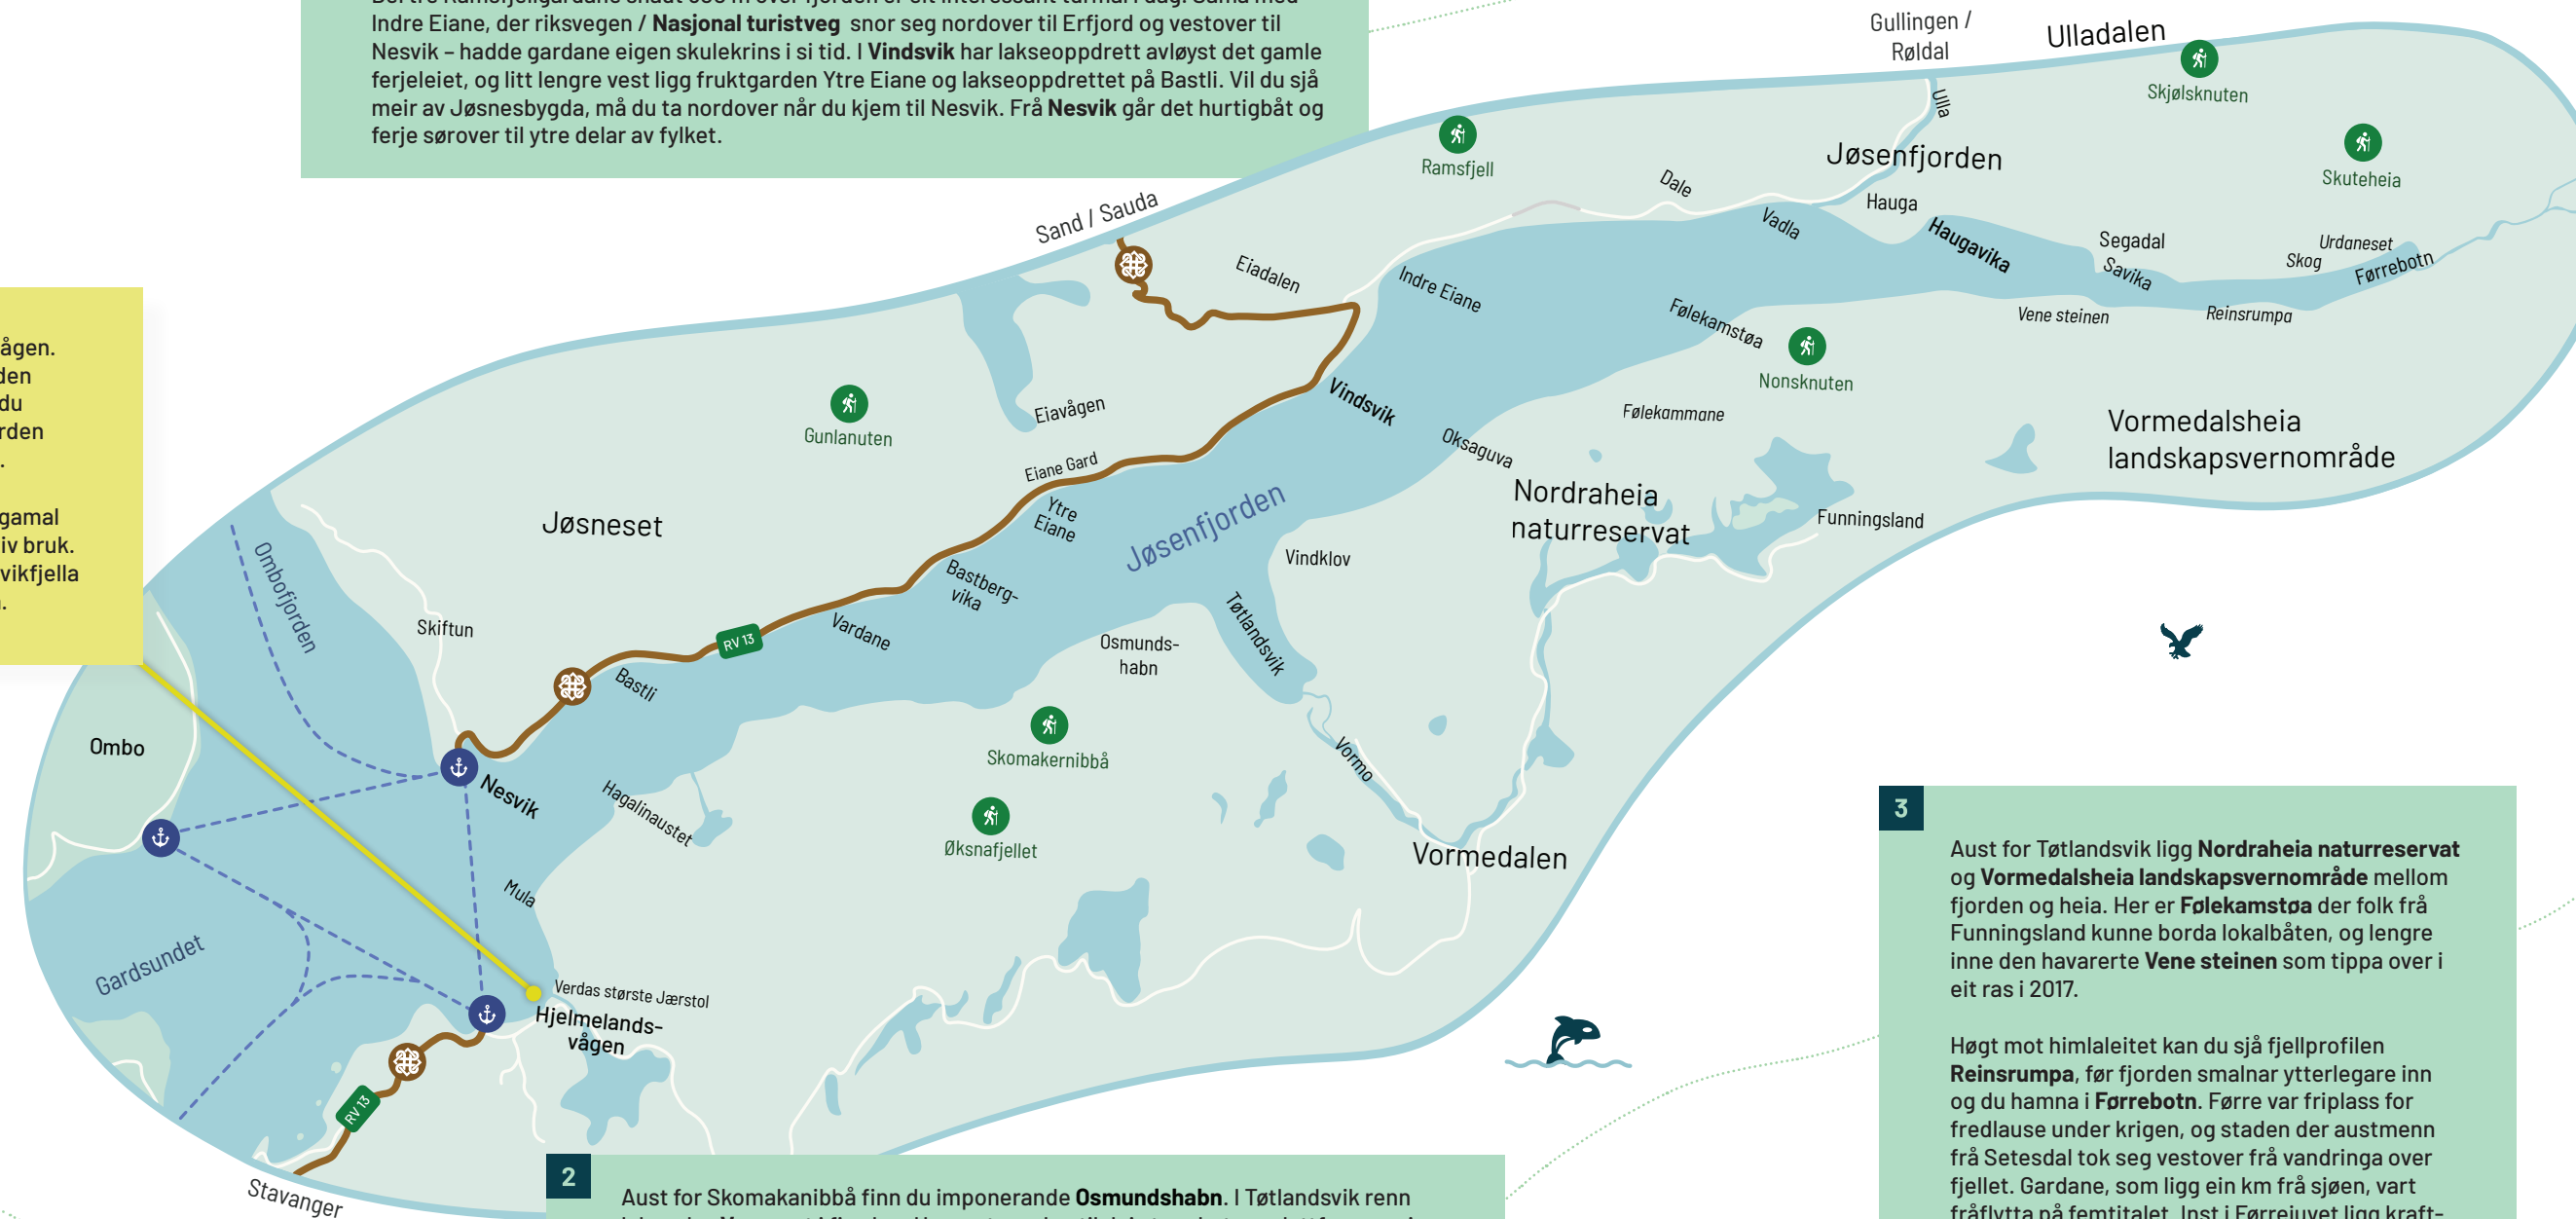 Indre Eiane, der riksvegen / Nasjonal turistveg snor seg nordover til Erfjord og vestover til
Nesvik – hadde gardane eigen skulekrins i si tid. I Vindsvik har lakseoppdrett avløyst det gamle
ferjeleiet, og litt lengre vest ligg fruktgarden Ytre Eiane og lakseoppdrettet på Bastli. Vil du sjå
meir av Jøsnesbygda, må du ta nordover når du kjem til Nesvik. Frå Nesvik går det hurtigbåt og
ferje sørover til ytre delar av fylket.
ågen.
den
du
rden
.
gamal
iv bruk.
vikfjella
Gullingen /
Røldal
Ulladalen
Skjølsknuten
Ulla
Ramsfjell
Jøsenfjorden
Skuteheia
Dale
Hauga
Sand / Sauda
Vadla
Haugavika
Segadal
Savika
Urdaneset
Skog
Førrebotn
Eiadalen
Indre Eiane
Følekamstøa
Vene steinen
Reinsrumpa
Nonsknuten
Vindsvik
Følekammane
Eiavågen
Gunlanuten
Vormedalsheia
landskapsvernområde
Oksaguva
Eiane Gard
Ytre
Eiane
Jøsneset
Jøsenfjorden
Nordraheia
naturreservat
Funningsland
Vindklov
Ombofjorden
Bastberg-
vika
Skiftun
Vardane
RV 13
Tøtlandsvik
Osmunds-
habn
Bastli
Ombo
Skomakernibbå
Vormo
Nesvik
Hagalinaustet
Øksnafjellet
Vormedalen
Mula
Gardsundet
Verdas største Jærstol
Hjelmelands-
vågen
RV 13
Stavanger
2
Aust for Skomakanibbå finn du imponerande Osmundshabn. I Tøtlandsvik renn
3
Aust for Tøtlandsvik ligg Nordraheia naturreservat
og Vormedalsheia landskapsvernområde mellom
fjorden og heia. Her er Følekamstøa der folk frå
Funningsland kunne borda lokalbåten, og lengre
inne den havarerte Vene steinen som tippa over i
eit ras i 2017.
Høgt mot himlaleitet kan du sjå fjellprofilen
Reinsrumpa, før fjorden smalnar ytterlegare inn
og du hamna i Førrebotn. Førre var friplass for
fredlause under krigen, og staden der austmenn
frå Setesdal tok seg vestover frå vandringa over
fjellet. Gardane, som ligg ein km frå sjøen, vart
fråflytta på femtitalet. Inst i Førrejuvet ligg kraft-